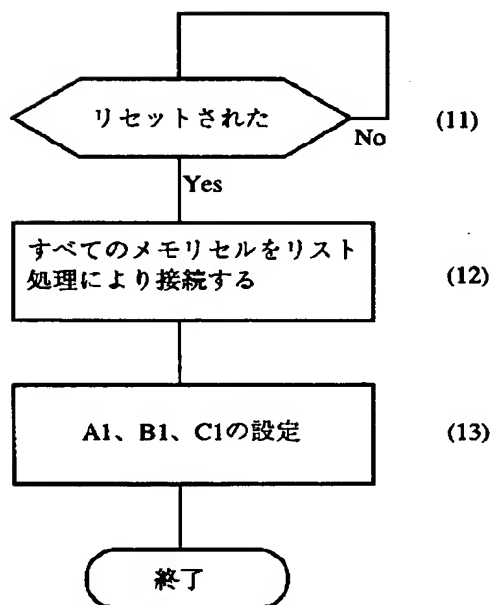 リセットされた
(11)
No
Yes
すべてのメモリセルをリスト
処理により接続する
(12)
A1、B1、C1の設定
(13)
終了